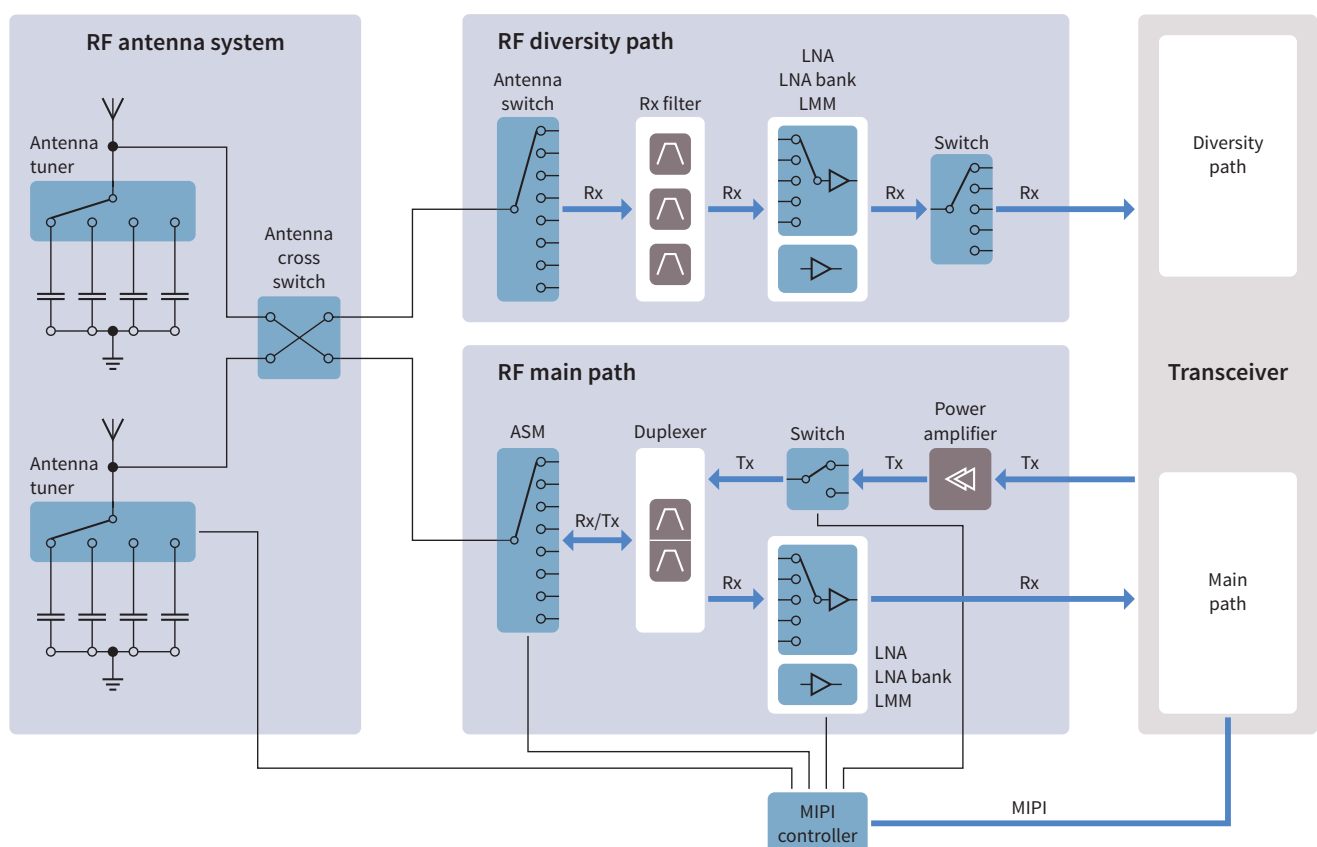 RF antenna system
Antenna
tuner
Antenna
cross
switch
Antenna
tuner
RF diversity path
Antenna
switch
Rx filter
LNA
LNA bank
LMM
Switch
Rx
Rx
Rx
Rx
RF main path
ASM
Duplexer
Switch
Power
amplifier
Tx
Tx
Tx
Rx/Tx
Rx
Rx
LNA
LNA bank
LMM
Diversity
path
Transceiver
Main
path
MIPI
controller
MIPI